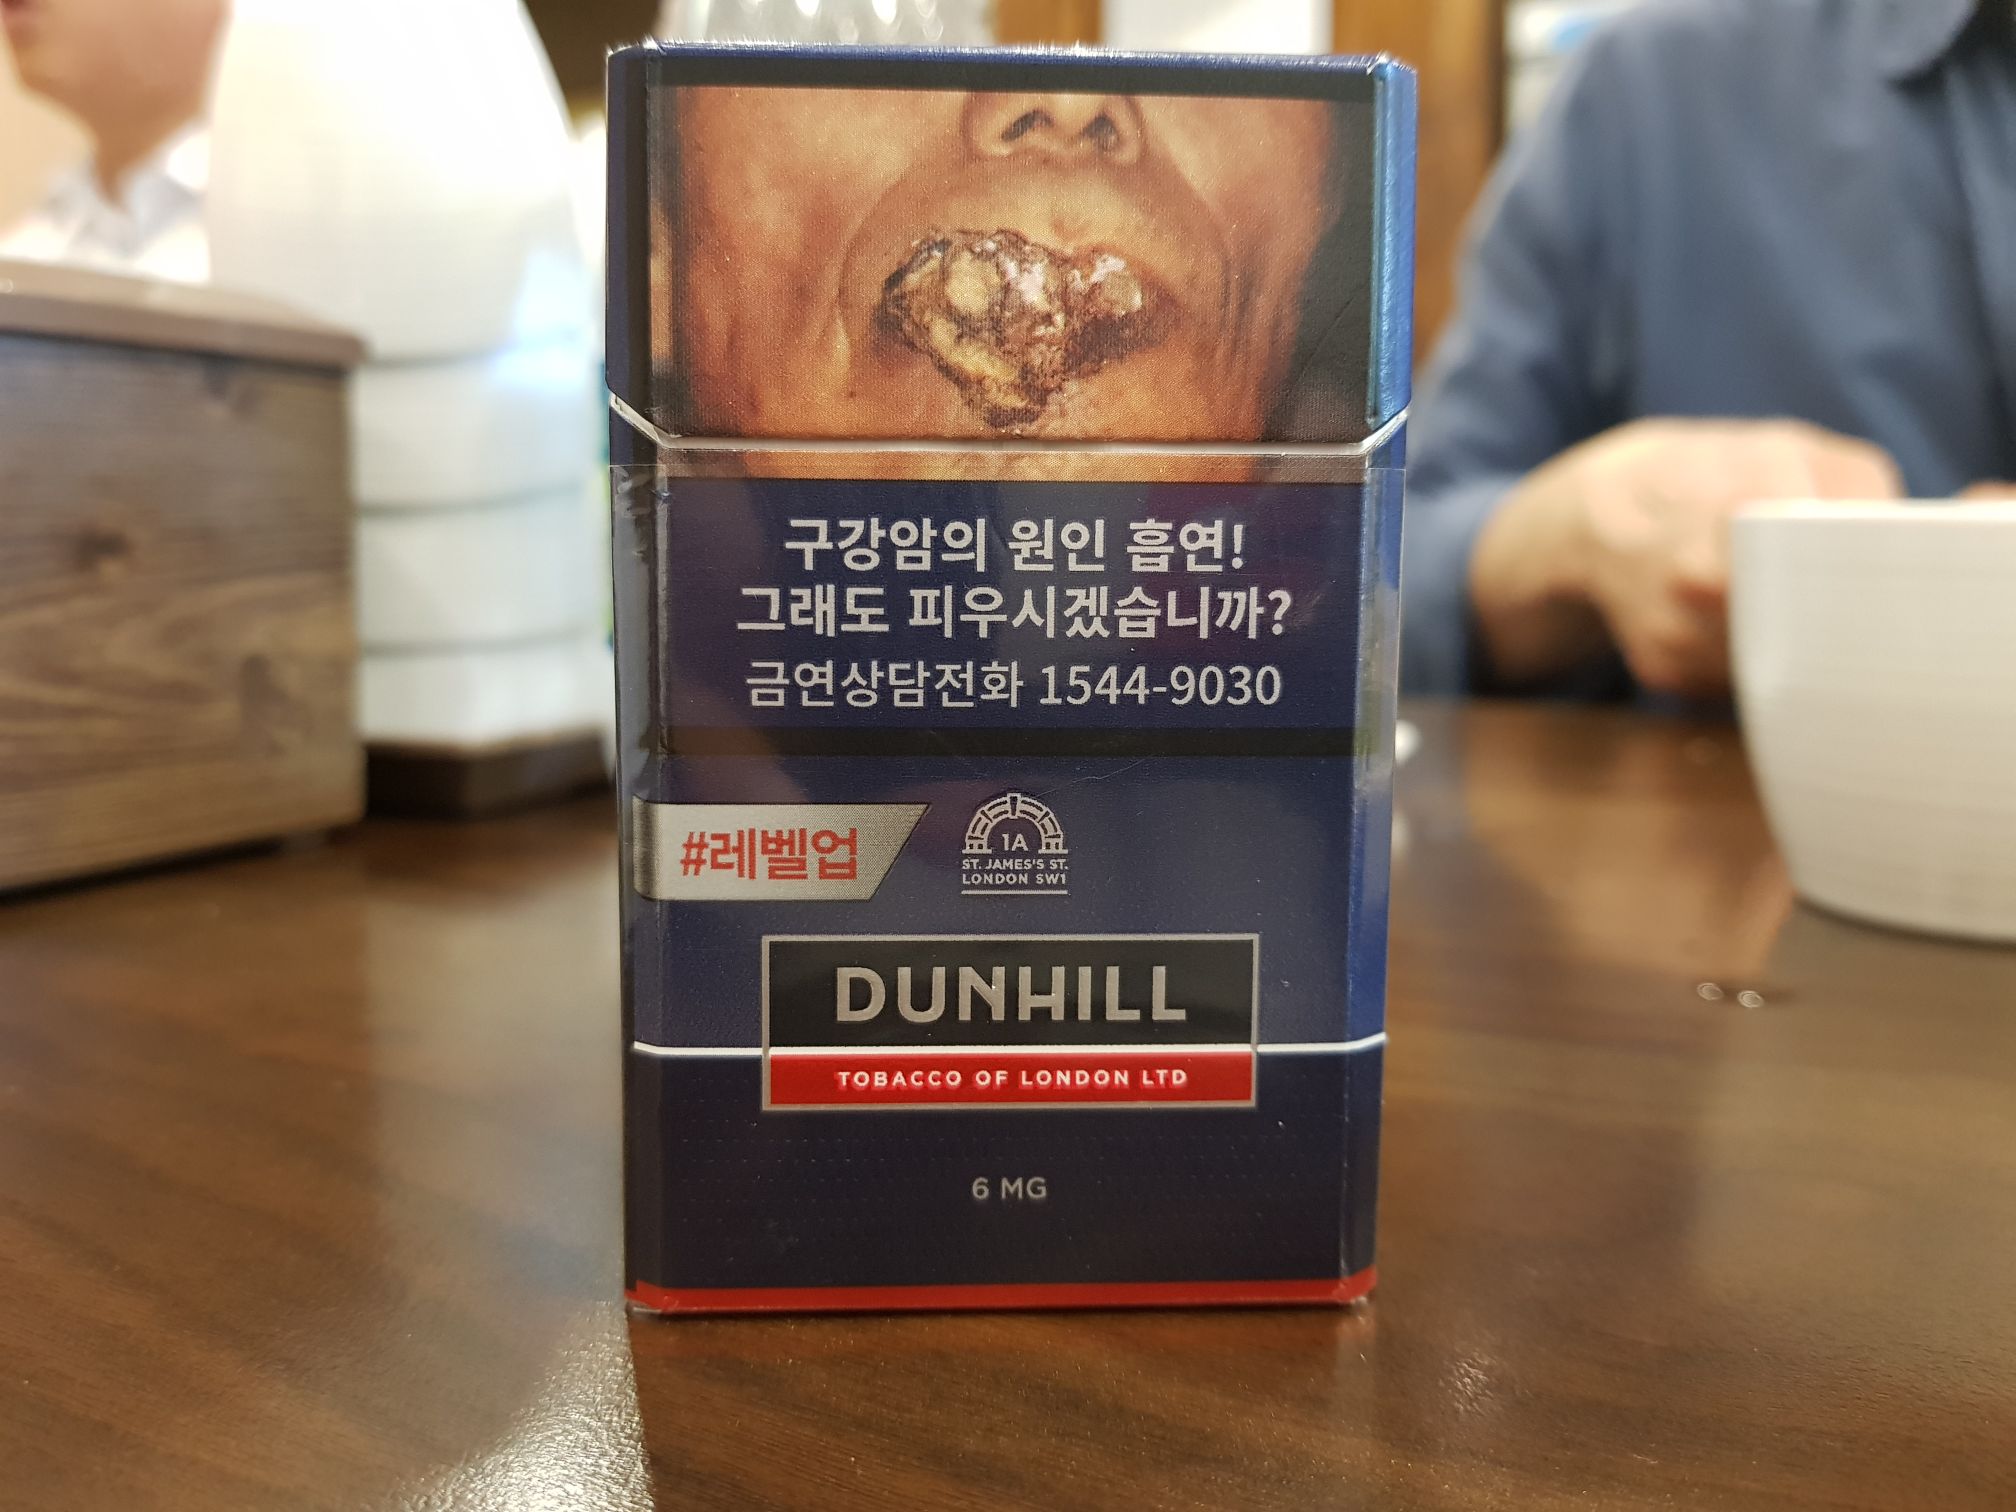 구강암의 원인 흡연!
그래도 피우시겠습니까?
금연상담전화 1544-9030
#레벨업
1A
ST. JAMES'S ST.
LONDON SW1
DUNHILL
TOBACCO OF LONDON LTD
6 MG